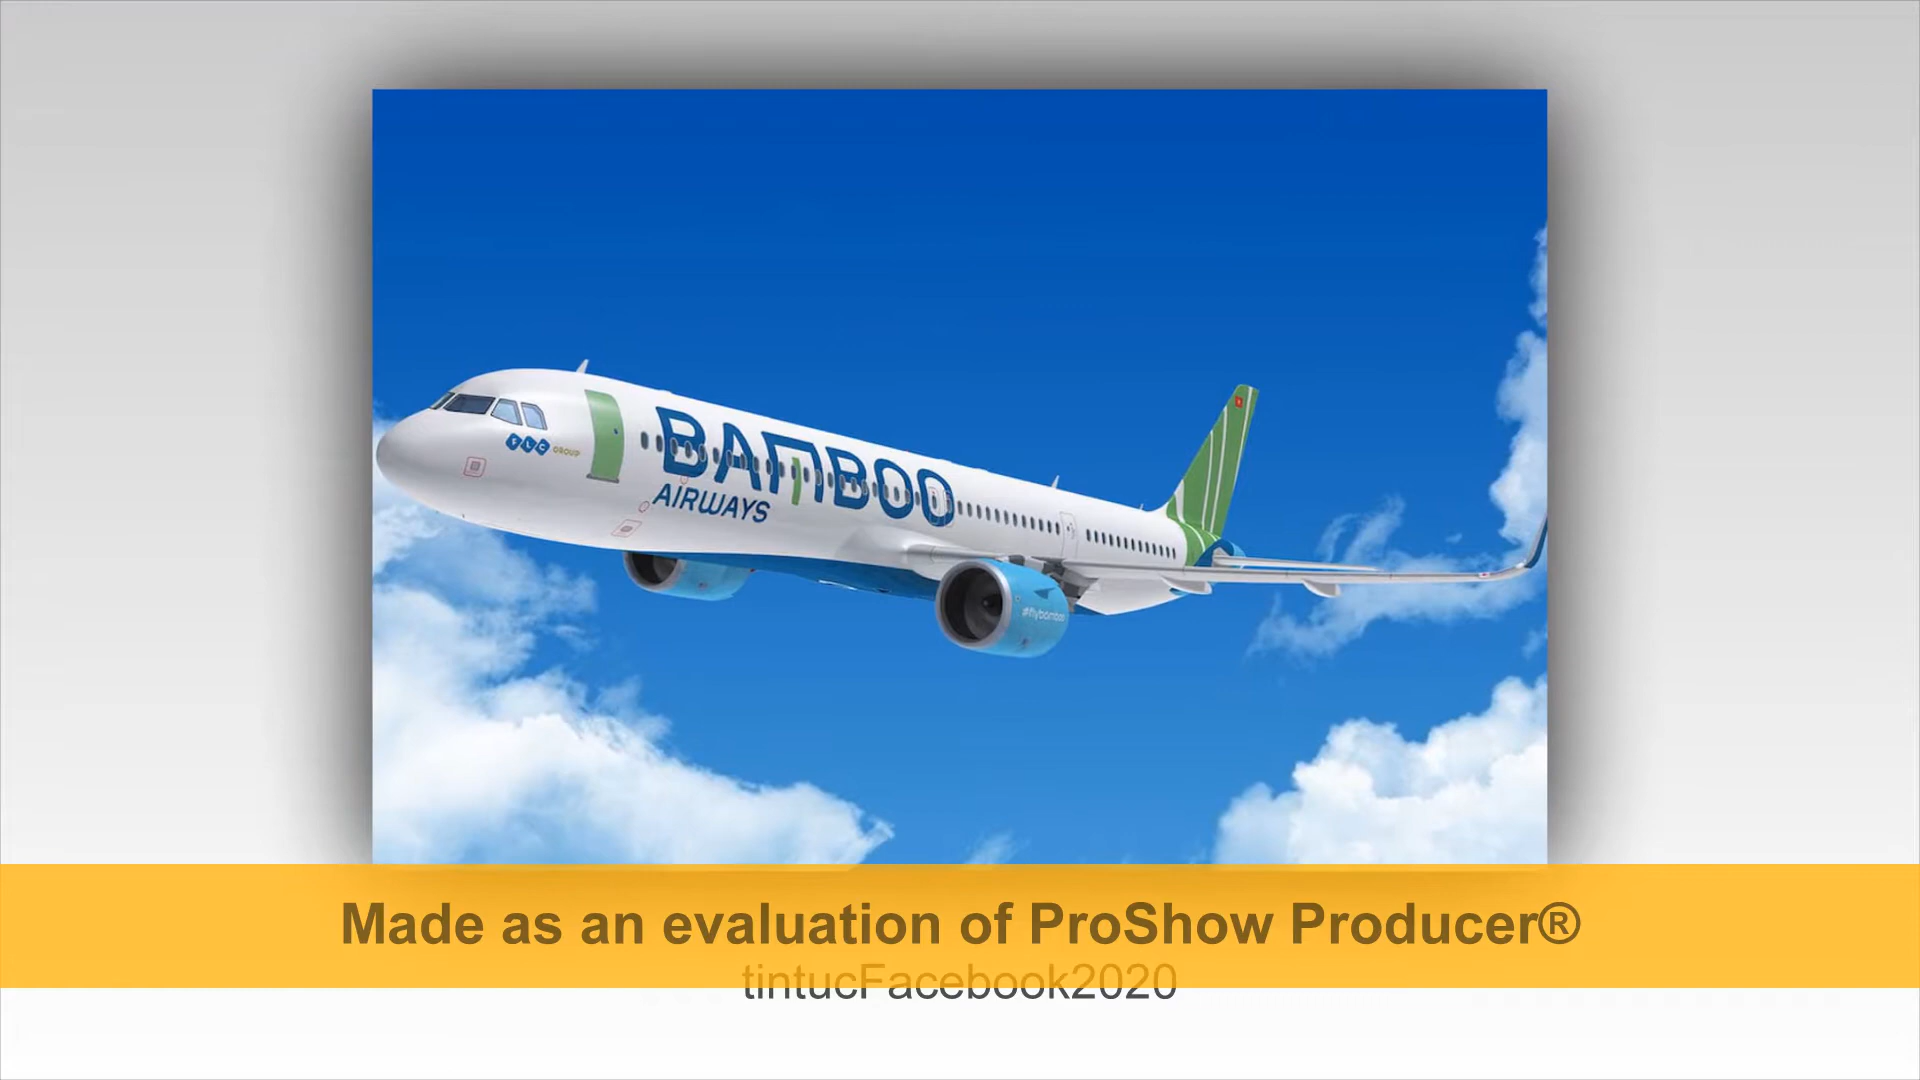 FLC GROUP
BAMBOO
AIRWAYS
#flybamboo
Made as an evaluation of ProShow Producer®
tintucFacebook2020